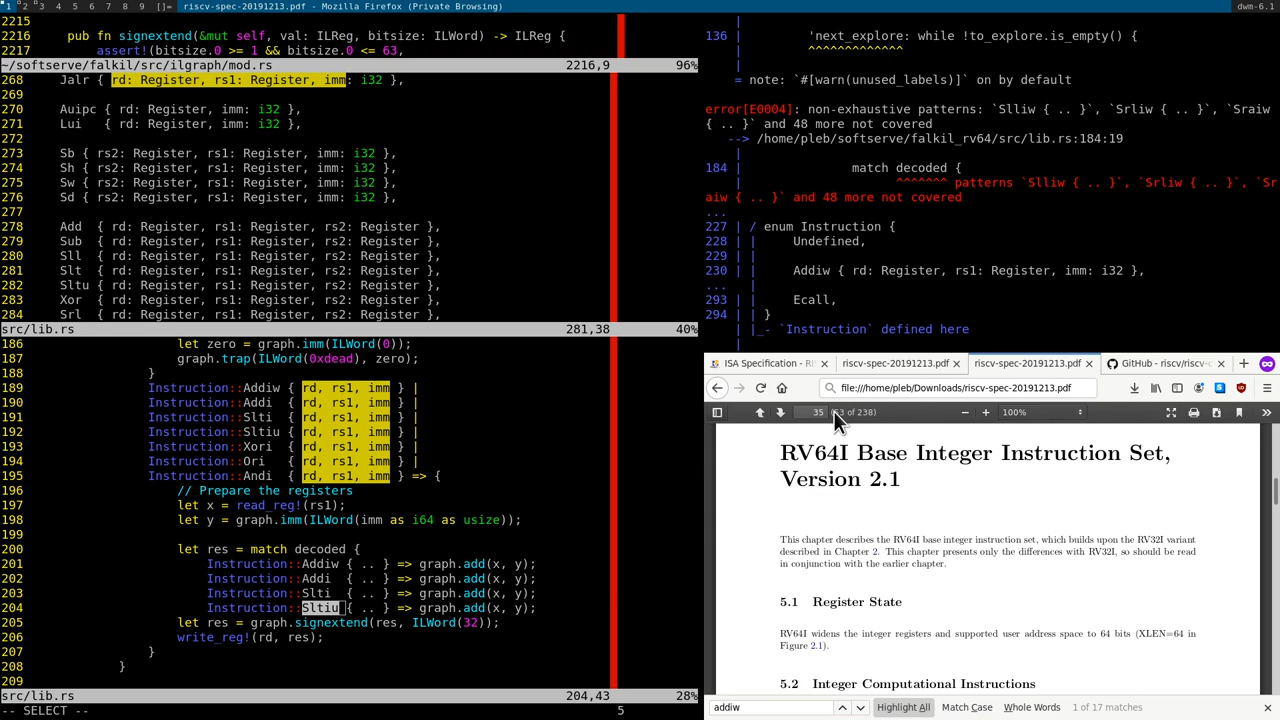 1 2 3 4 5 6 7 8 9 []= riscv-spec-20191213.pdf - Mozilla Firefox (Private Browsing) dwm-6.1
2215
2216     pub fn signextend(&mut self, val: ILReg, bitsize: ILWord) -> ILReg {
2217         assert!(bitsize.0 >= 1 && bitsize.0 <= 63,
~/softserve/falkil/src/ilgraph/mod.rs 2216,9 96%
268     Jalr { rd: Register, rs1: Register, imm: i32 },
269
270     Auipc { rd: Register, imm: i32 },
271     Lui   { rd: Register, imm: i32 },
272
273     Sb { rs2: Register, rs1: Register, imm: i32 },
274     Sh { rs2: Register, rs1: Register, imm: i32 },
275     Sw { rs2: Register, rs1: Register, imm: i32 },
276     Sd { rs2: Register, rs1: Register, imm: i32 },
277
278     Add  { rd: Register, rs1: Register, rs2: Register },
279     Sub  { rd: Register, rs1: Register, rs2: Register },
280     Sll  { rd: Register, rs1: Register, rs2: Register },
281     Slt  { rd: Register, rs1: Register, rs2: Register },
282     Sltu { rd: Register, rs1: Register, rs2: Register },
283     Xor  { rd: Register, rs1: Register, rs2: Register },
284     Srl  { rd: Register, rs1: Register, rs2: Register },
src/lib.rs 281,38 40%
186                     let zero = graph.imm(ILWord(0));
187                     graph.trap(ILWord(0xdead), zero);
188                 }
189                 Instruction::Addiw { rd, rs1, imm } |
190                 Instruction::Addi  { rd, rs1, imm } |
191                 Instruction::Slti  { rd, rs1, imm } |
192                 Instruction::Sltiu { rd, rs1, imm } |
193                 Instruction::Xori  { rd, rs1, imm } |
194                 Instruction::Ori   { rd, rs1, imm } |
195                 Instruction::Andi  { rd, rs1, imm } => {
196                     // Prepare the registers
197                     let x = read_reg!(rs1);
198                     let y = graph.imm(ILWord(imm as i64 as usize));
199
200                     let res = match decoded {
201                         Instruction::Addiw { .. } => graph.add(x, y);
202                         Instruction::Addi  { .. } => graph.add(x, y);
203                         Instruction::Slti  { .. } => graph.add(x, y);
204                         Instruction::Sltiu { .. } => graph.add(x, y);
205                     let res = graph.signextend(res, ILWord(32));
206                     write_reg!(rd, res);
207                 }
208             }
209
src/lib.rs 204,43 28%
-- SELECT -- 5
136 |         'next_explore: while !to_explore.is_empty() {
    |         ^^^^^^^^^^^^^
    |
    = note: `#[warn(unused_labels)]` on by default
error[E0004]: non-exhaustive patterns: `Slliw { .. }`, `Srliw { .. }`, `Sraiw
{ .. }` and 48 more not covered
   --> /home/pleb/softserve/falkil_rv64/src/lib.rs:184:19
    |
184 |             match decoded {
    |                   ^^^^^^^ patterns `Slliw { .. }`, `Srliw { .. }`, `Sr
aiw { .. }` and 48 more not covered
...
227 | / enum Instruction {
228 | |     Undefined,
229 | |
230 | |     Addiw { rd: Register, rs1: Register, imm: i32 },
... |
293 | |     Ecall,
294 | | }
    | |_- `Instruction` defined here
    |
ISA Specification - RI riscv-spec-20191213.pdf riscv-spec-20191213.pdf GitHub - riscv/riscv-c
file:///home/pleb/Downloads/riscv-spec-20191213.pdf
35 (53 of 238) 100%
RV64I Base Integer Instruction Set,
Version 2.1
This chapter describes the RV64I base integer instruction set, which builds upon the RV32I variant
described in Chapter 2. This chapter presents only the differences with RV32I, so should be read
in conjunction with the earlier chapter.
5.1 Register State
RV64I widens the integer registers and supported user address space to 64 bits (XLEN=64 in
Figure 2.1).
5.2 Integer Computational Instructions
addiw Highlight All Match Case Whole Words 1 of 17 matches